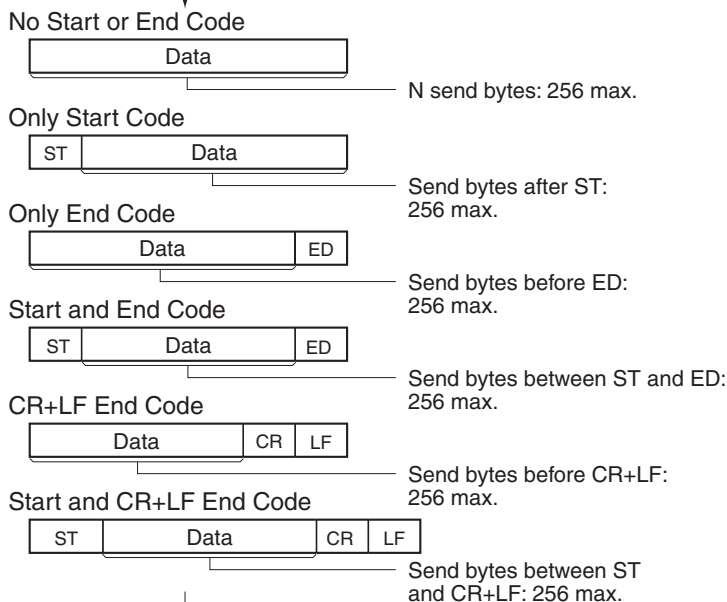 No Start or End Code
Data
N send bytes: 256 max.
Only Start Code
ST Data
Send bytes after ST:
256 max.
Only End Code
Data ED
Send bytes before ED:
256 max.
Start and End Code
ST Data ED
Send bytes between ST and ED:
256 max.
CR+LF End Code
Data CR LF
Send bytes before CR+LF:
256 max.
Start and CR+LF End Code
ST Data CR LF
Send bytes between ST
and CR+LF: 256 max.